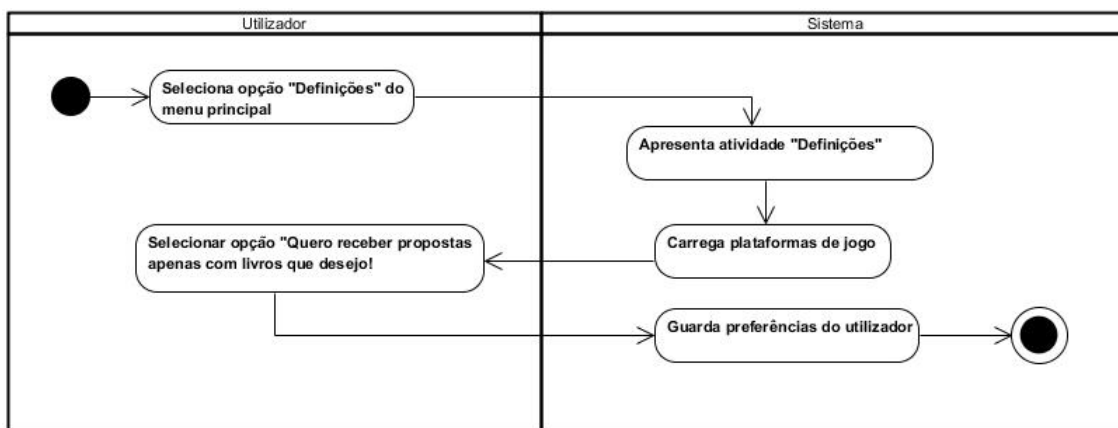 Utilizador
Sistema
Seleciona opção "Definições" do
menu principal
Apresenta atividade "Definições"
Carrega plataformas de jogo
Selecionar opção "Quero receber propostas
apenas com livros que desejo!
Guarda preferências do utilizador